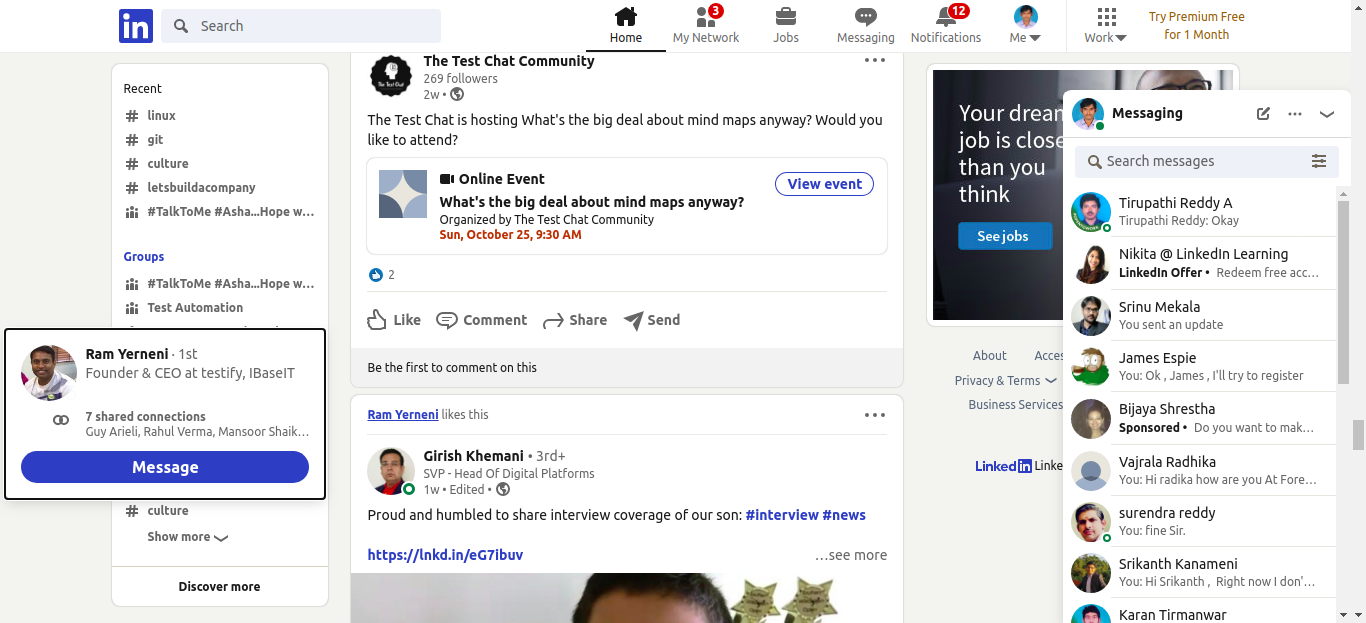 in Search
Home
3
My Network
Jobs
Messaging
12
Notifications
Me
Work
Try Premium Free
for 1 Month
Recent
# linux
# git
# culture
# letsbuildacompany
#TalkToMe #Asha...Hope w...
Groups
#TalkToMe #Asha...Hope w...
Test Automation
Ram Yerneni · 1st
Founder & CEO at testify, IBaseIT
7 shared connections
Guy Arieli, Rahul Verma, Mansoor Shaik...
Message
# culture
Show more
Discover more
The Test Chat
The Test Chat Community
269 followers
2w •
The Test Chat is hosting What's the big deal about mind maps anyway? Would you
like to attend?
Online Event
What's the big deal about mind maps anyway?
Organized by The Test Chat Community
Sun, October 25, 9:30 AM
View event
2
Like
Comment
Share
Send
Be the first to comment on this
Ram Yerneni likes this
Girish Khemani • 3rd+
SVP - Head Of Digital Platforms
1w • Edited •
Proud and humbled to share interview coverage of our son: #interview #news
https://lnkd.in/eG7ibuv
...see more
Your dream
job is close
than you
think
See jobs
About
Acces
Privacy & Terms
Business Services
Linked in Linke
Messaging
Search messages
Tirupathi Reddy A
Tirupathi Reddy: Okay
Nikita @ LinkedIn Learning
LinkedIn Offer • Redeem free acc...
Srinu Mekala
You sent an update
James Espie
You: Ok , James , I'll try to register
Bijaya Shrestha
Sponsored • Do you want to mak...
Vajrala Radhika
You: Hi radika how are you At Fore...
surendra reddy
You: fine Sir.
Srikanth Kanameni
You: Hi Srikanth , Right now I don'...
Karan Tirmanwar